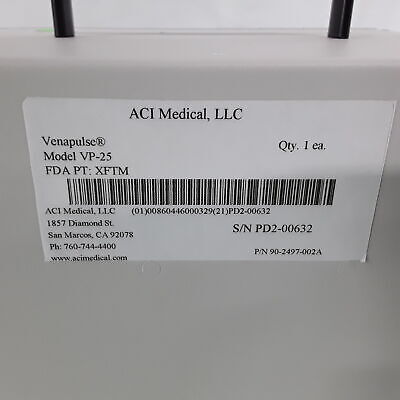 ACI Medical, LLC
Venapulse®
Qty. 1 ea.
Model VP-25
FDA PT: XFTM
ACI Medical, LLC
(01)00860446000329(21)PD2-00632
1857 Diamond St.
San Marcos, CA 92078
S/N PD2-00632
Ph: 760-744-4400
www.acimedical.com
P/N 90-2497-002A